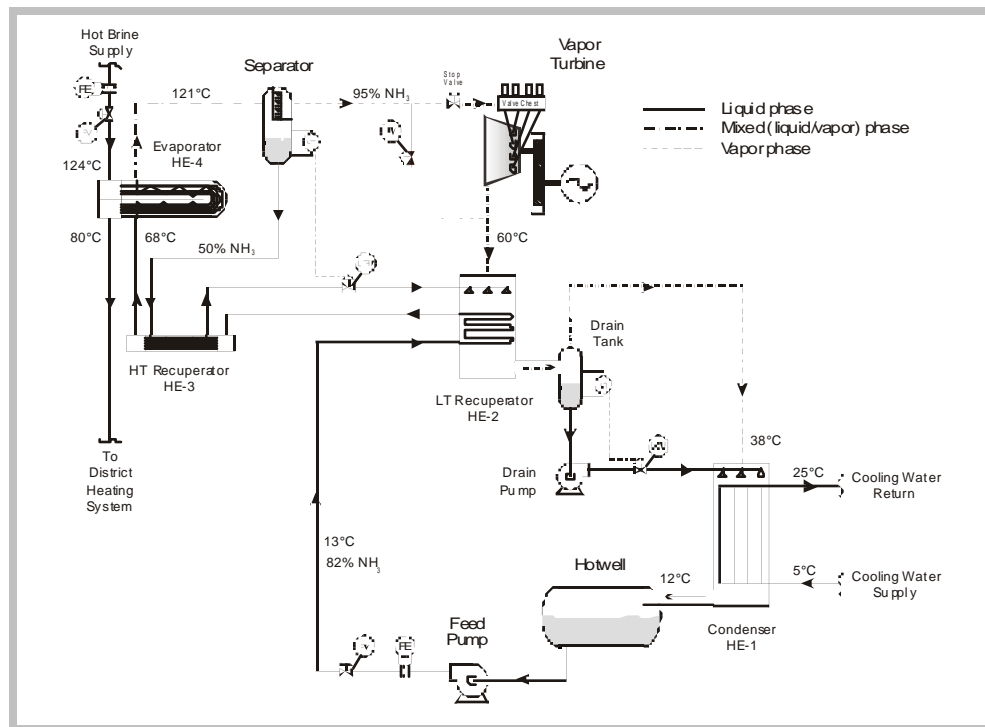 Hot Brine
Supply
FE
Separator
Stop
Valve
Vapor
Turbine
Valve Chest
121°C
95% NH3
Liquid phase
Mixed (liquid/vapor) phase
Vapor phase
Evaporator
HE-4
124°C
80°C
68°C
50% NH3
60°C
HT Recuperator
HE-3
Drain
Tank
LT Recuperator
HE-2
To
District
Heating
System
Drain
Pump
38°C
25°C
Cooling Water
Return
13°C
82% NH3
Hotwell
12°C
5°C
Cooling Water
Supply
Condenser
HE-1
Feed
Pump
FE